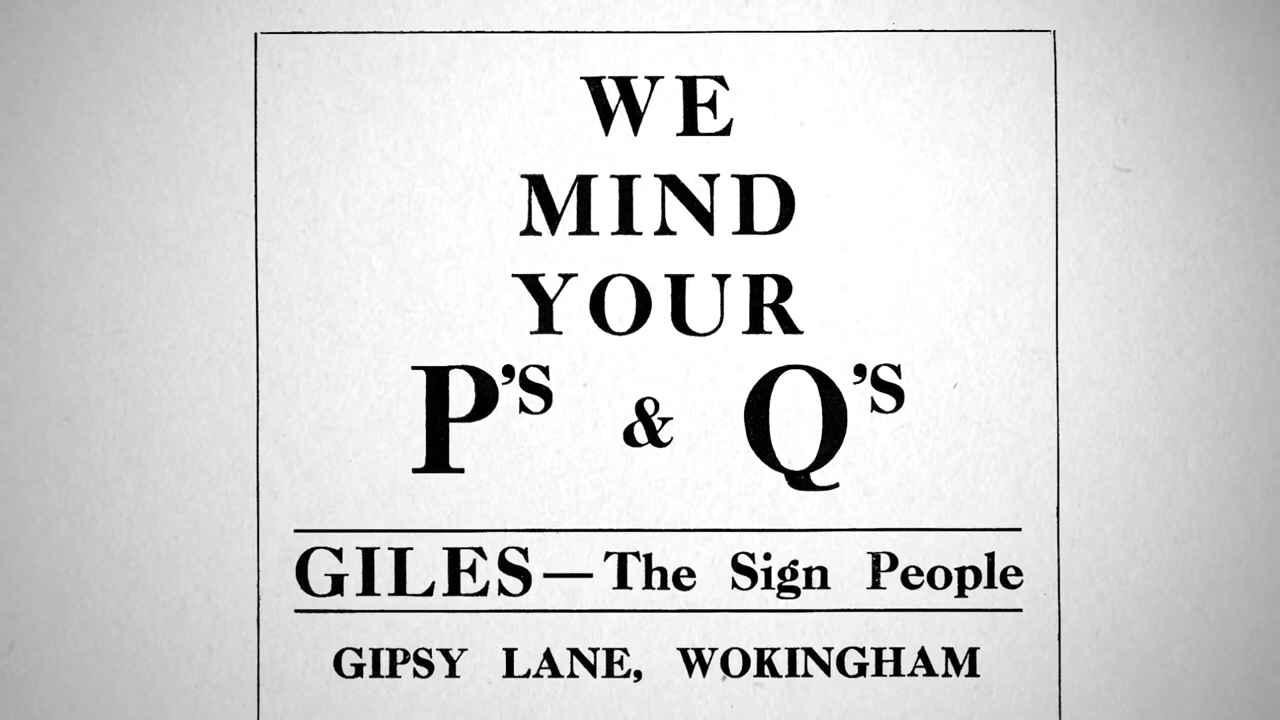 WE
MIND
YOUR
P'S & Q'S
GILES — The Sign People
GIPSY LANE, WOKINGHAM